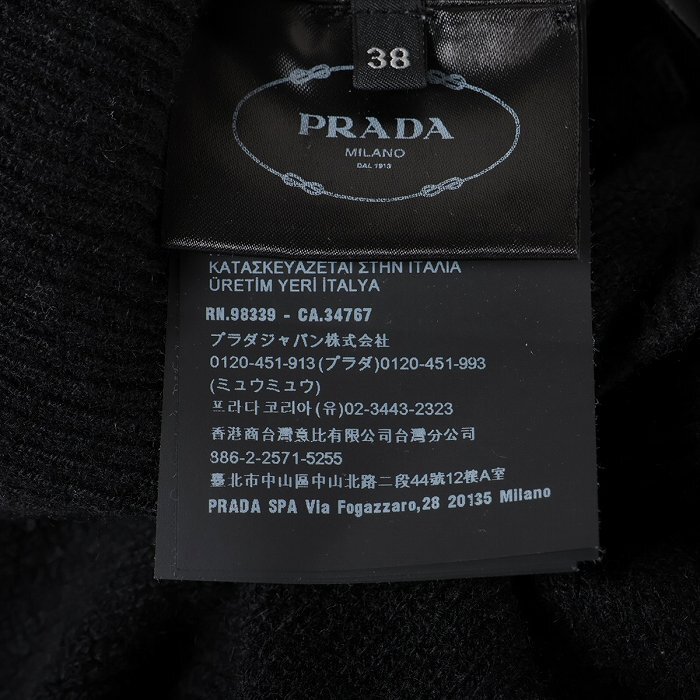 38
PRADA
MILANO
DAL 1913
ΚΑΤΑΣΚΕΥΑΖΕΤΑΙ ΣΤΗΝ ΙΤΑΛΙΑ
ÜRETİM YERİ İTALYA
RN.98339 - CA.34767
プラダジャパン株式会社
0120-451-913(プラダ)0120-451-993
(ミュウミュウ)
프라다코리아(유)02-3443-2323
香港商台灣意比有限公司台灣分公司
886-2-2571-5255
臺北市中山區中山北路二段44號12樓A室
PRADA SPA Via Fogazzaro,28 20135 Milano